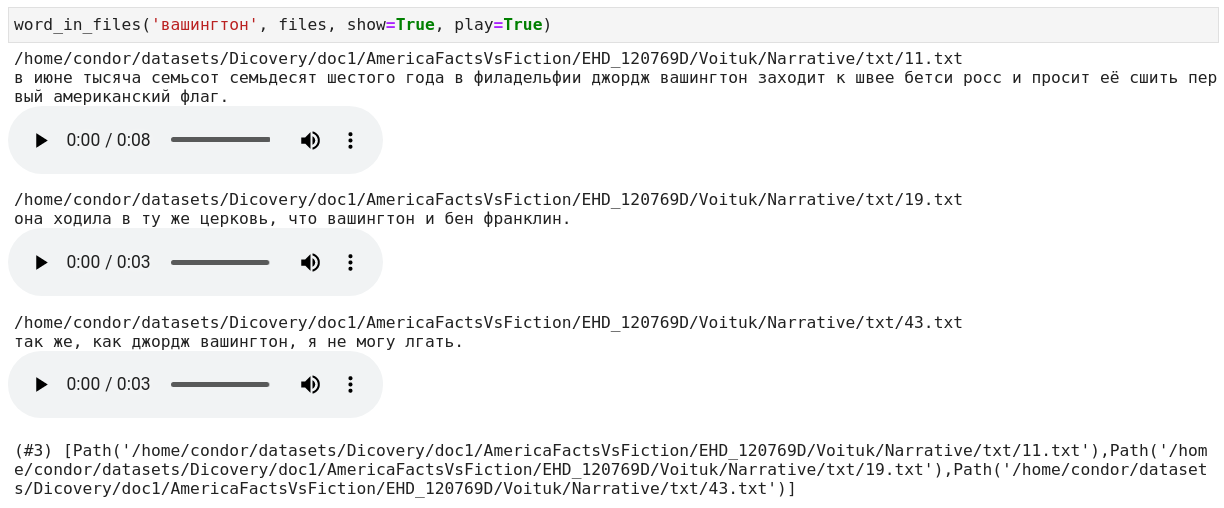 word_in_files('вашингтон', files, show=True, play=True)
/home/condor/datasets/Dicovery/doc1/AmericaFactsVsFiction/EHD_120769D/Voituk/Narrative/txt/11.txt
в июне тысяча семьсот семьдесят шестого года в филадельфии джордж вашингтон заходит к швее бетси росс и просит её сшить пер
вый американский флаг.
0:00 / 0:08
/home/condor/datasets/Dicovery/doc1/AmericaFactsVsFiction/EHD_120769D/Voituk/Narrative/txt/19.txt
она ходила в ту же церковь, что вашингтон и бен франклин.
0:00 / 0:03
/home/condor/datasets/Dicovery/doc1/AmericaFactsVsFiction/EHD_120769D/Voituk/Narrative/txt/43.txt
так же, как джордж вашингтон, я не могу лгать.
0:00 / 0:03
(#3) [Path('/home/condor/datasets/Dicovery/doc1/AmericaFactsVsFiction/EHD_120769D/Voituk/Narrative/txt/11.txt'),Path('/hom
e/condor/datasets/Dicovery/doc1/AmericaFactsVsFiction/EHD_120769D/Voituk/Narrative/txt/19.txt'),Path('/home/condor/dataset
s/Dicovery/doc1/AmericaFactsVsFiction/EHD_120769D/Voituk/Narrative/txt/43.txt')]